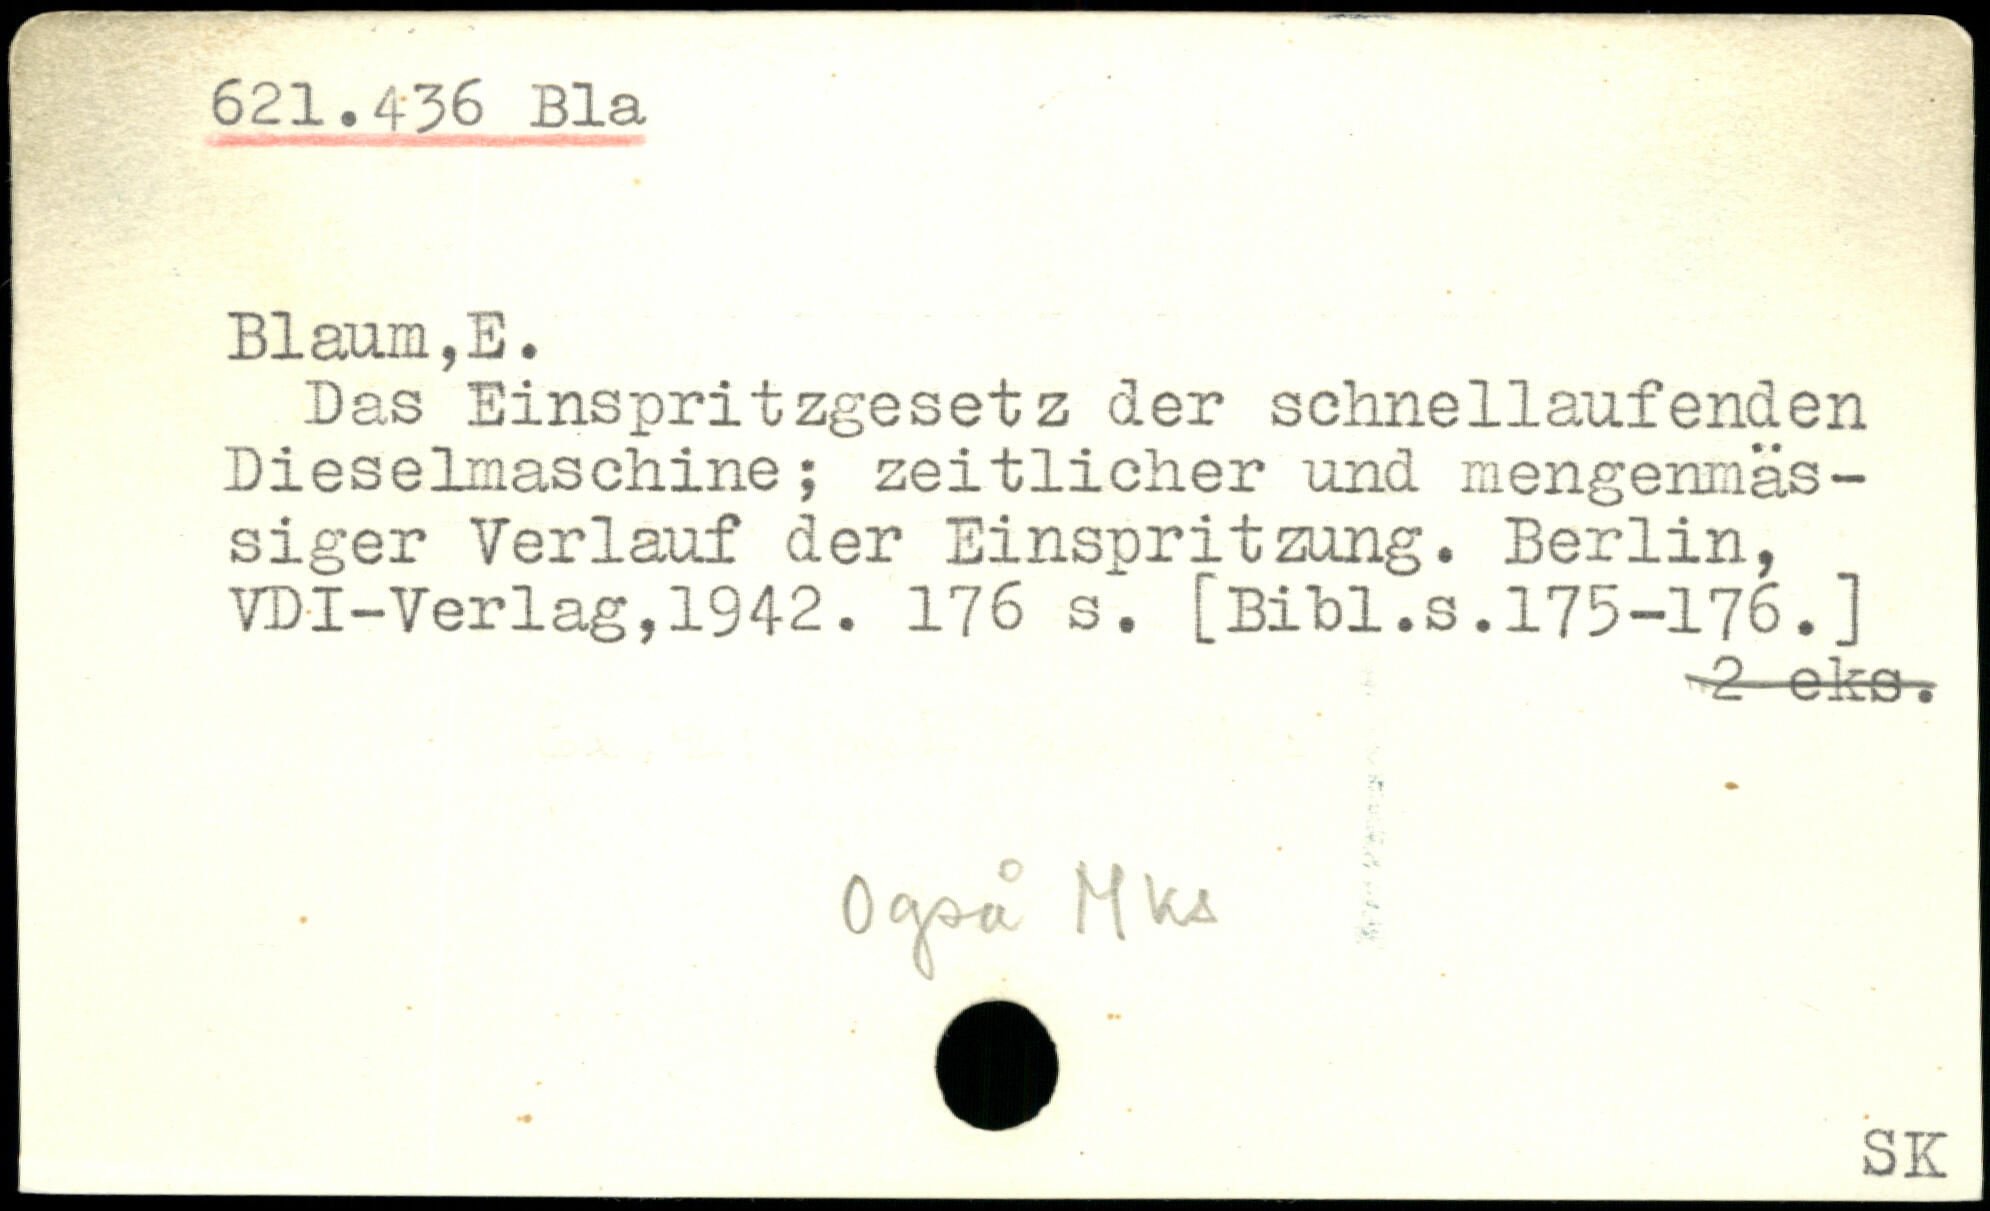 621.436 Bla
Blaum,E.
Das Einspritzgesetz der schnellaufenden
Dieselmaschine; zeitlicher und mengenmäs-
siger Verlauf der Einspritzung. Berlin,
VDI-Verlag,1942. 176 s. [Bibl.s.175-176.]
2 eks.
Også Mks
SK